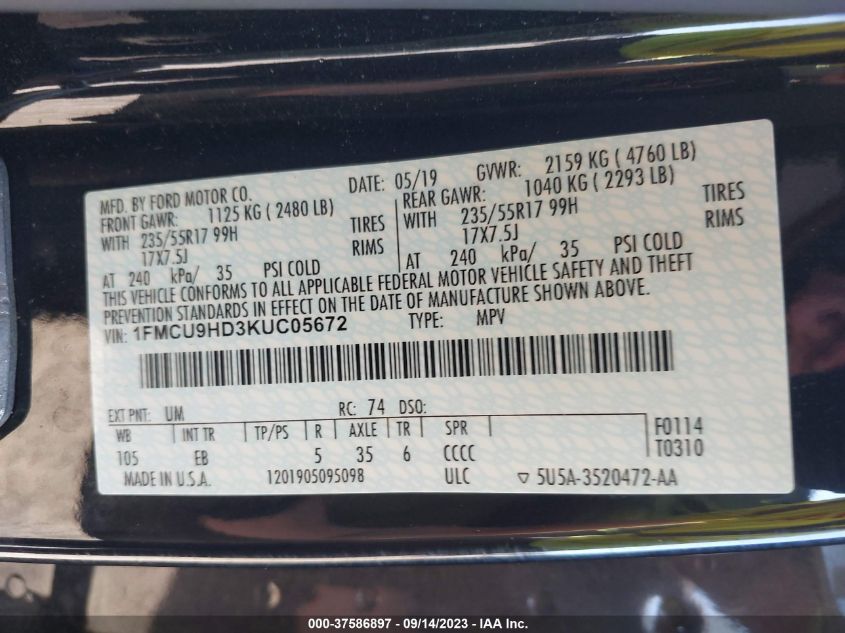 MFD. BY FORD MOTOR CO.
DATE: 05/19 GVWR: 2159 KG ( 4760 LB)
FRONT GAWR: 1125 KG ( 2480 LB) REAR GAWR: 1040 KG ( 2293 LB)
WITH 235/55R17 99H TIRES WITH 235/55R17 99H TIRES
17X7.5J RIMS 17X7.5J RIMS
AT 240 kPa/ 35 PSI COLD AT 240 kPa/ 35 PSI COLD
THIS VEHICLE CONFORMS TO ALL APPLICABLE FEDERAL MOTOR VEHICLE SAFETY AND THEFT
PREVENTION STANDARDS IN EFFECT ON THE DATE OF MANUFACTURE SHOWN ABOVE.
VIN: 1FMCU9HD3KUC05672 TYPE: MPV
EXT PNT: UM RC: 74 DSO:
WB INT TR TP/PS R AXLE TR SPR F0114
105 EB 5 35 6 CCCC T0310
MADE IN U.S.A. 1201905095098 ULC ▽ 5U5A-3520472-AA
000-37586897 - 09/14/2023 - IAA Inc.